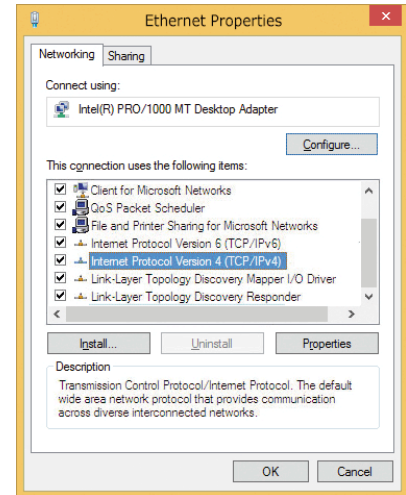 Ethernet Properties
Networking
Sharing
Connect using:
Intel(R) PRO/1000 MT Desktop Adapter
Configure...
This connection uses the following items:
Client for Microsoft Networks
QoS Packet Scheduler
File and Printer Sharing for Microsoft Networks
Internet Protocol Version 6 (TCP/IPv6)
Internet Protocol Version 4 (TCP/IPv4)
Link-Layer Topology Discovery Mapper I/O Driver
Link-Layer Topology Discovery Responder
Install...
Uninstall
Properties
Description
Transmission Control Protocol/Internet Protocol. The default
wide area network protocol that provides communication
across diverse interconnected networks.
OK
Cancel